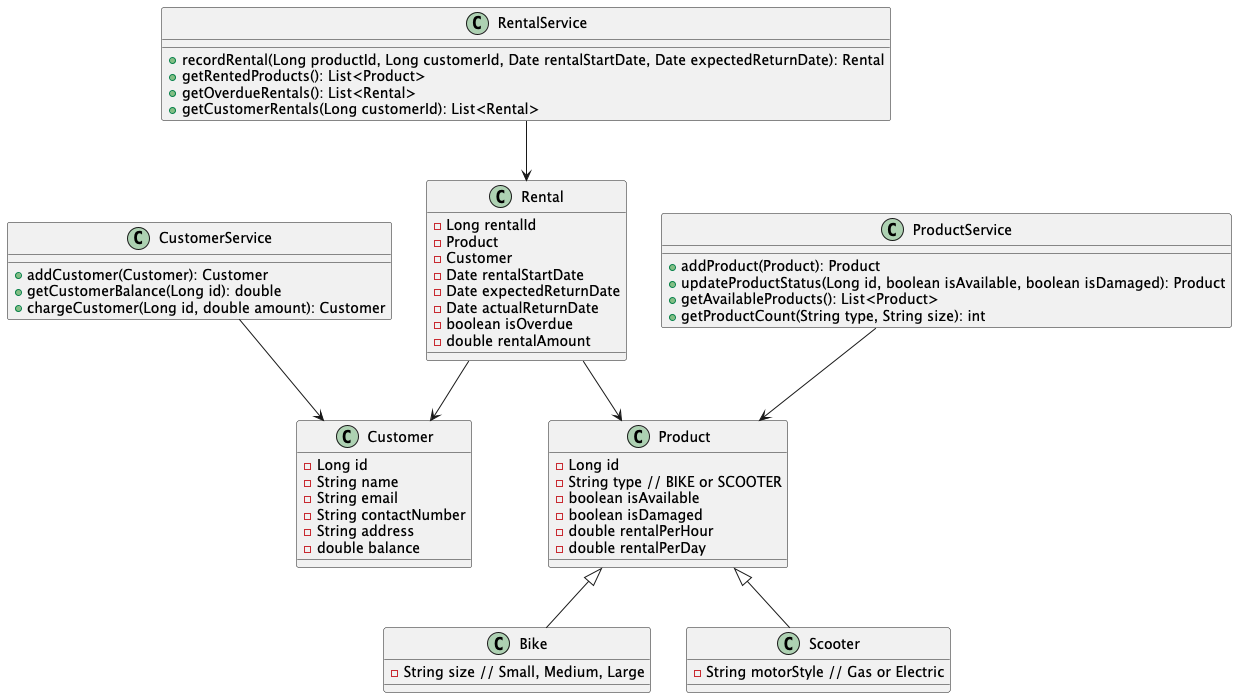 C RentalService
recordRental(Long productId, Long customerId, Date rentalStartDate, Date expectedReturnDate): Rental
getRentedProducts(): List<Product>
getOverdueRentals(): List<Rental>
getCustomerRentals(Long customerId): List<Rental>
C Rental
Long rentalId
Product
Customer
Date rentalStartDate
Date expectedReturnDate
Date actualReturnDate
boolean isOverdue
double rentalAmount
C CustomerService
addCustomer(Customer): Customer
getCustomerBalance(Long id): double
chargeCustomer(Long id, double amount): Customer
C ProductService
addProduct(Product): Product
updateProductStatus(Long id, boolean isAvailable, boolean isDamaged): Product
getAvailableProducts(): List<Product>
getProductCount(String type, String size): int
C Customer
Long id
String name
String email
String contactNumber
String address
double balance
C Product
Long id
String type // BIKE or SCOOTER
boolean isAvailable
boolean isDamaged
double rentalPerHour
double rentalPerDay
C Bike
String size // Small, Medium, Large
C Scooter
String motorStyle // Gas or Electric